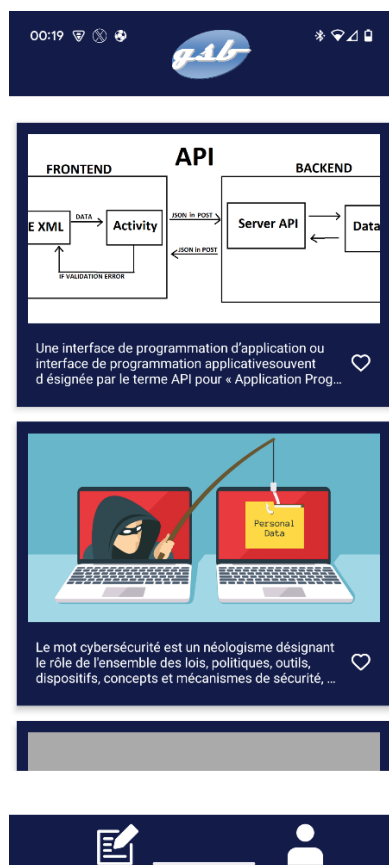 00:19
gsb
API
FRONTEND
BACKEND
E XML
DATA
Activity
JSON in POST
JSON in POST
IF VALIDATION ERROR
Server API
Data
Une interface de programmation d'application ou
interface de programmation applicativesouvent
d ésignée par le terme API pour « Application Prog...
Personal
Data
Le mot cybersécurité est un néologisme désignant
le rôle de l'ensemble des lois, politiques, outils,
dispositifs, concepts et mécanismes de sécurité, ...